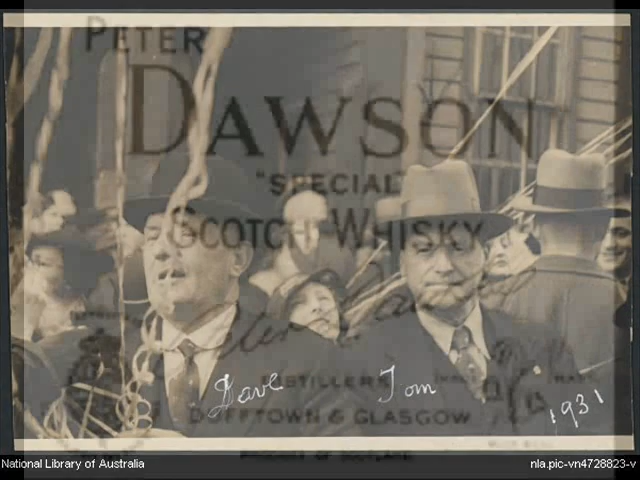 PETER
DAWSON
"SPECIAL"
SCOTCH WHISKY
DISTILLERS
DUFFTOWN & GLASGOW
Dave Tom 1931
National Library of Australia nla.pic-vn4728823-v